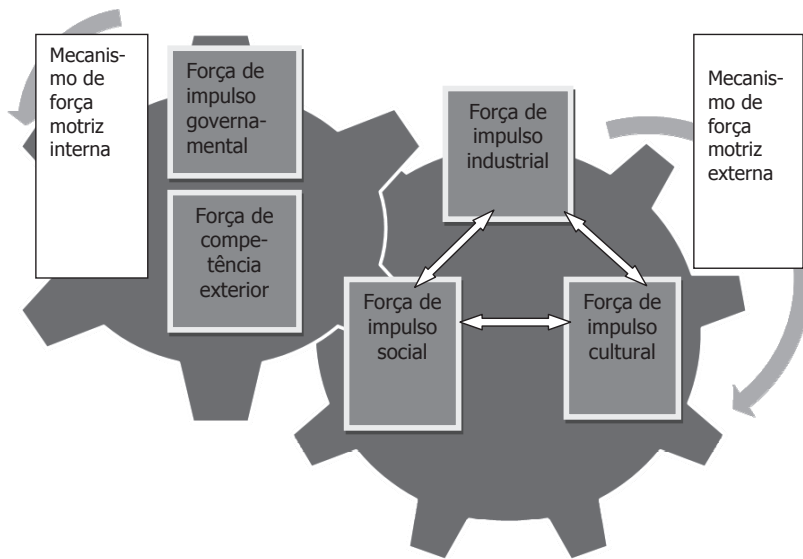 Mecanis-
mo de
força
motriz
interna
Força de
impulso
governa-
mental
Força de
compe-
tência
exterior
Força de
impulso
industrial
Força de
impulso
social
Força de
impulso
cultural
Mecanis-
mo de
força
motriz
externa